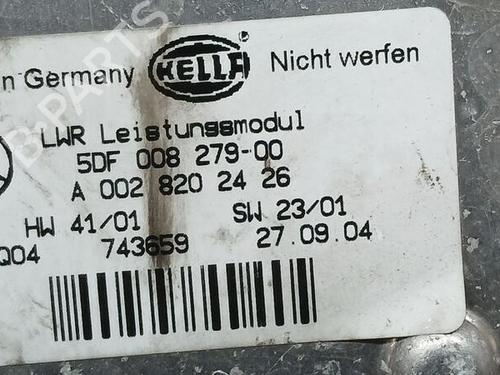 n Germany HELLA Nicht werfen
LWR Leistungsmodul
5DF 008 279-00
A 002 820 24 26
HW 41/01 SW 23/01
Q04 743659 27.09.04
B-PARTS